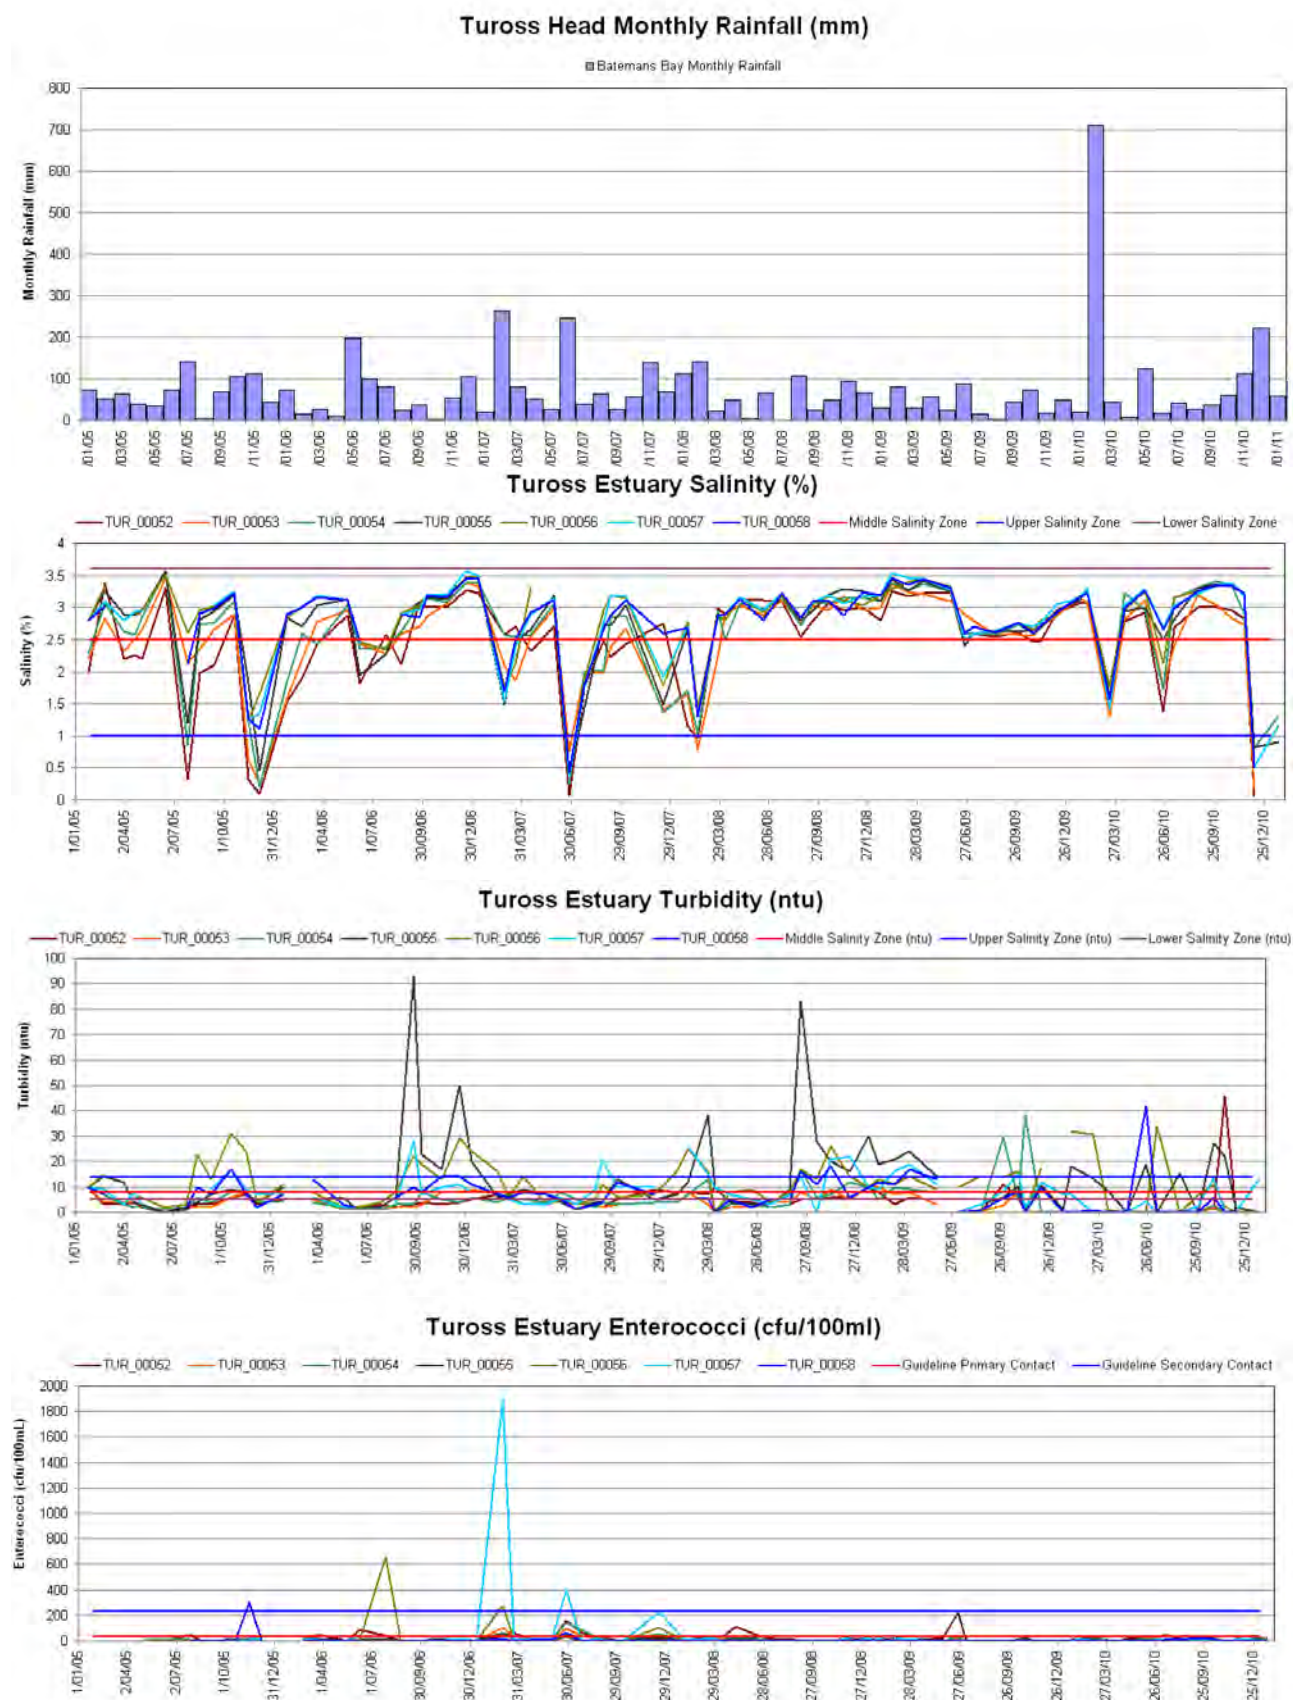 Tuross Head Monthly Rainfall (mm)
Batemans Bay Monthly Rainfall
Monthly Rainfall (mm)
800
700
600
500
400
300
200
100
0
/01/05 /03/05 /05/05 /07/05 /09/05 /11/05 /01/06 /03/06 /05/06 /07/06 /09/06 /11/06 /01/07 /03/07 /05/07 /07/07 /09/07 /11/07 /01/08 /03/08 /05/08 /07/08 /09/08 /11/08 /01/09 /03/09 /05/09 /07/09 /09/09 /11/09 /01/10 /03/10 /05/10 /07/10 /09/10 /11/10 /01/11
Tuross Estuary Salinity (%)
TUR_00052 TUR_00053 TUR_00054 TUR_00055 TUR_00056 TUR_00057 TUR_00058 Middle Salinity Zone Upper Salinity Zone Lower Salinity Zone
Salinity (%)
4
3.5
3
2.5
2
1.5
1
0.5
0
1/01/05 2/04/05 2/07/05 1/10/05 31/12/05 1/04/06 1/07/06 30/09/06 30/12/06 31/03/07 30/06/07 29/09/07 29/12/07 29/03/08 28/06/08 27/09/08 27/12/08 28/03/09 27/06/09 26/09/09 26/12/09 27/03/10 26/06/10 25/09/10 25/12/10
Tuross Estuary Turbidity (ntu)
TUR_00052 TUR_00053 TUR_00054 TUR_00055 TUR_00056 TUR_00057 TUR_00058 Middle Salinity Zone (ntu) Upper Salinity Zone (ntu) Lower Salinity Zone (ntu)
Turbidity (ntu)
100
90
80
70
60
50
40
30
20
10
0
1/01/05 2/04/05 2/07/05 1/10/05 31/12/05 1/04/06 1/07/06 30/09/06 30/12/06 31/03/07 30/06/07 29/09/07 29/12/07 29/03/08 28/06/08 27/09/08 27/12/08 28/03/09 27/06/09 26/09/09 26/12/09 27/03/10 26/06/10 25/09/10 25/12/10
Tuross Estuary Enterococci (cfu/100ml)
TUR_00052 TUR_00053 TUR_00054 TUR_00055 TUR_00056 TUR_00057 TUR_00058 Guideline Primary Contact Guideline Secondary Contact
Enterococci (cfu/100mL)
2000
1800
1600
1400
1200
1000
800
600
400
200
0
1/01/05 2/04/05 2/07/05 1/10/05 31/12/05 1/04/06 1/07/06 30/09/06 30/12/06 31/03/07 30/06/07 29/09/07 29/12/07 29/03/08 28/06/08 27/09/08 27/12/08 28/03/09 27/06/09 26/09/09 26/12/09 27/03/10 26/06/10 25/09/10 25/12/10